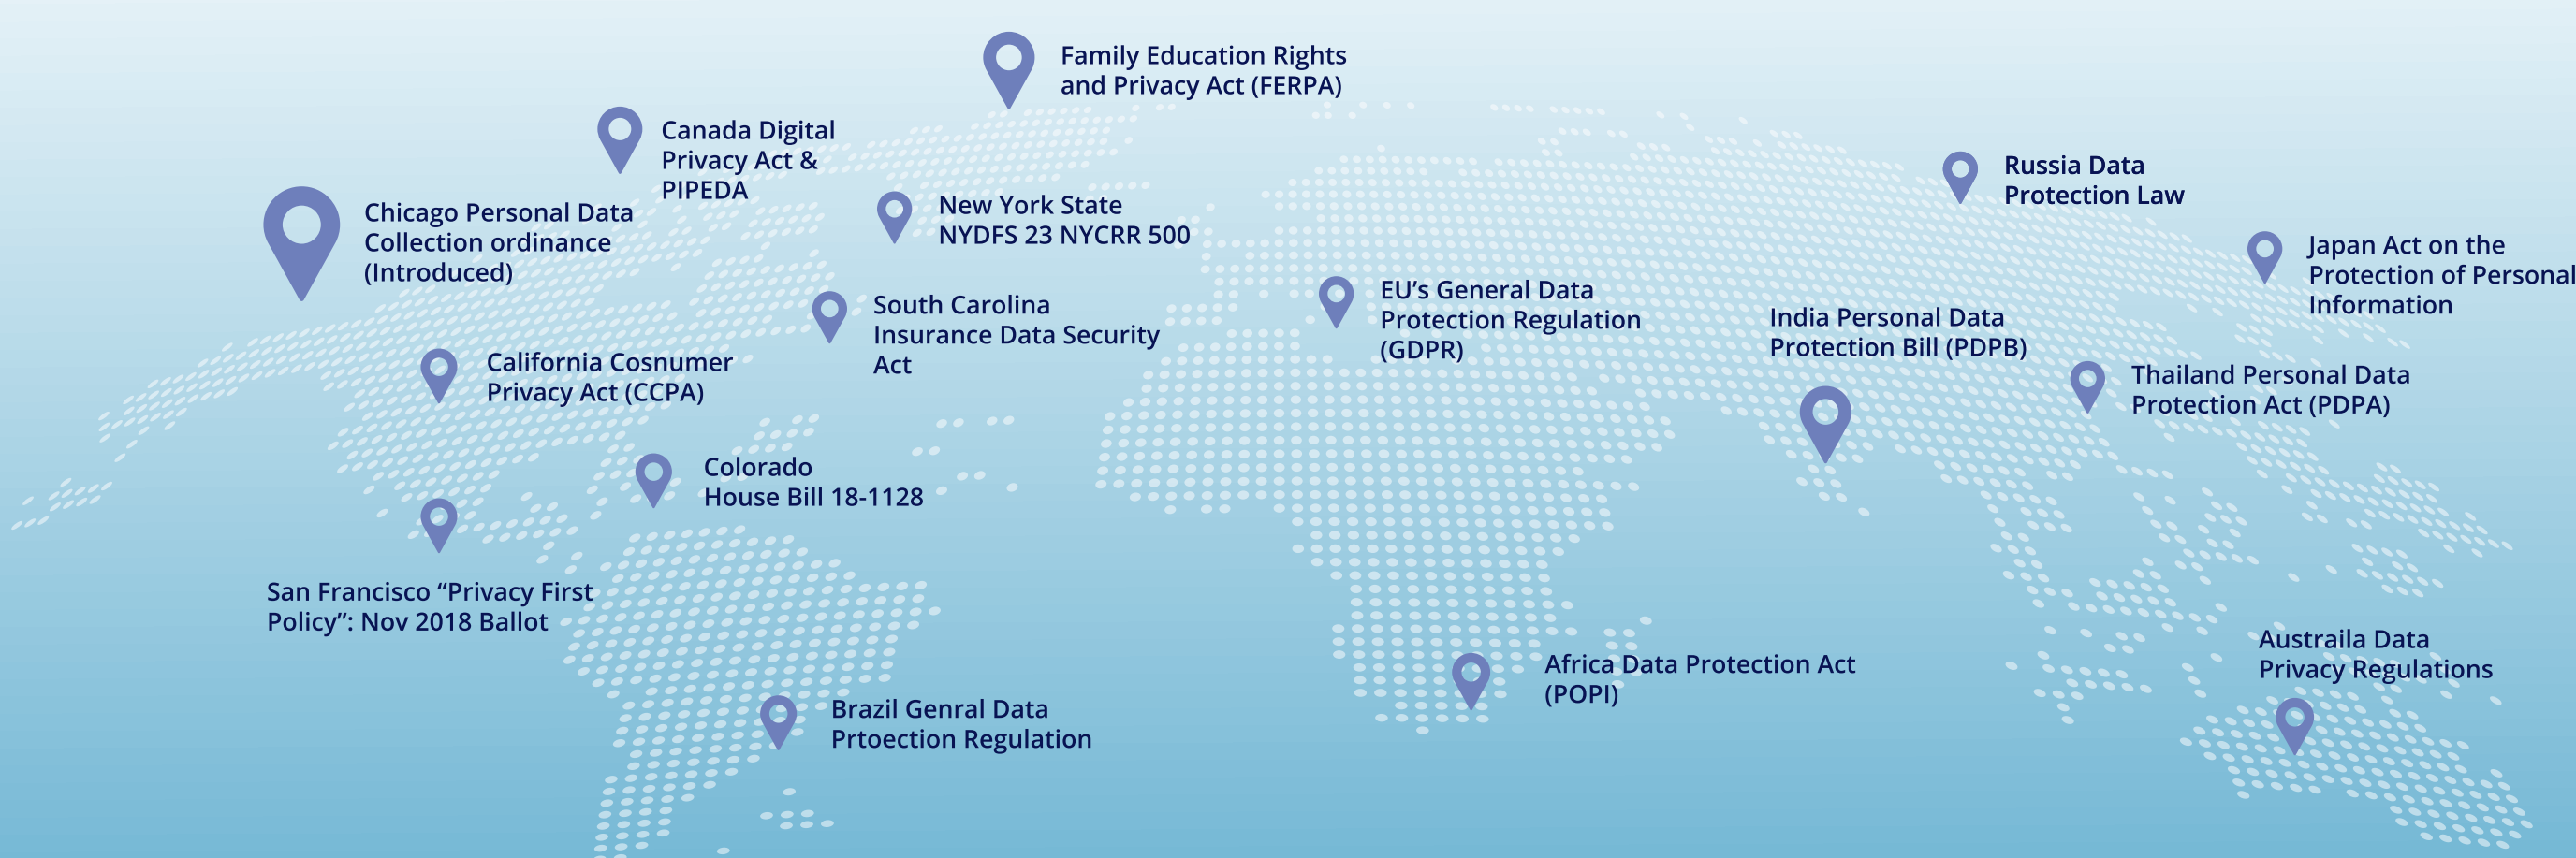 Family Education Rights
and Privacy Act (FERPA)
Canada Digital
Privacy Act &
PIPEDA
Chicago Personal Data
Collection ordinance
(Introduced)
New York State
NYDFS 23 NYCRR 500
Russia Data
Protection Law
Japan Act on the
Protection of Personal
Information
South Carolina
Insurance Data Security
Act
EU’s General Data
Protection Regulation
(GDPR)
India Personal Data
Protection Bill (PDPB)
California Cosnumer
Privacy Act (CCPA)
Thailand Personal Data
Protection Act (PDPA)
Colorado
House Bill 18-1128
San Francisco “Privacy First
Policy”: Nov 2018 Ballot
Austraila Data
Privacy Regulations
Africa Data Protection Act
(POPI)
Brazil Genral Data
Prtoection Regulation